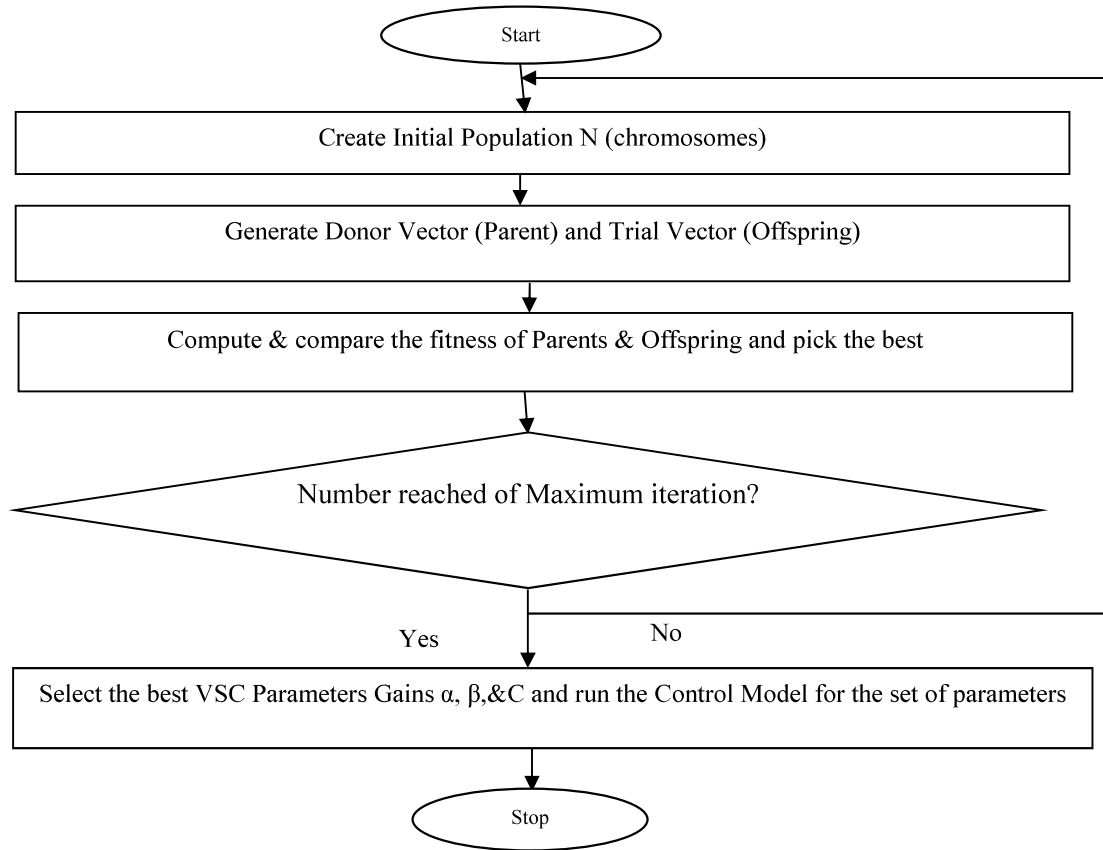 Start
Create Initial Population N (chromosomes)
Generate Donor Vector (Parent) and Trial Vector (Offspring)
Compute & compare the fitness of Parents & Offspring and pick the best
Number reached of Maximum iteration?
Yes
No
Select the best VSC Parameters Gains α, β,&C and run the Control Model for the set of parameters
Stop